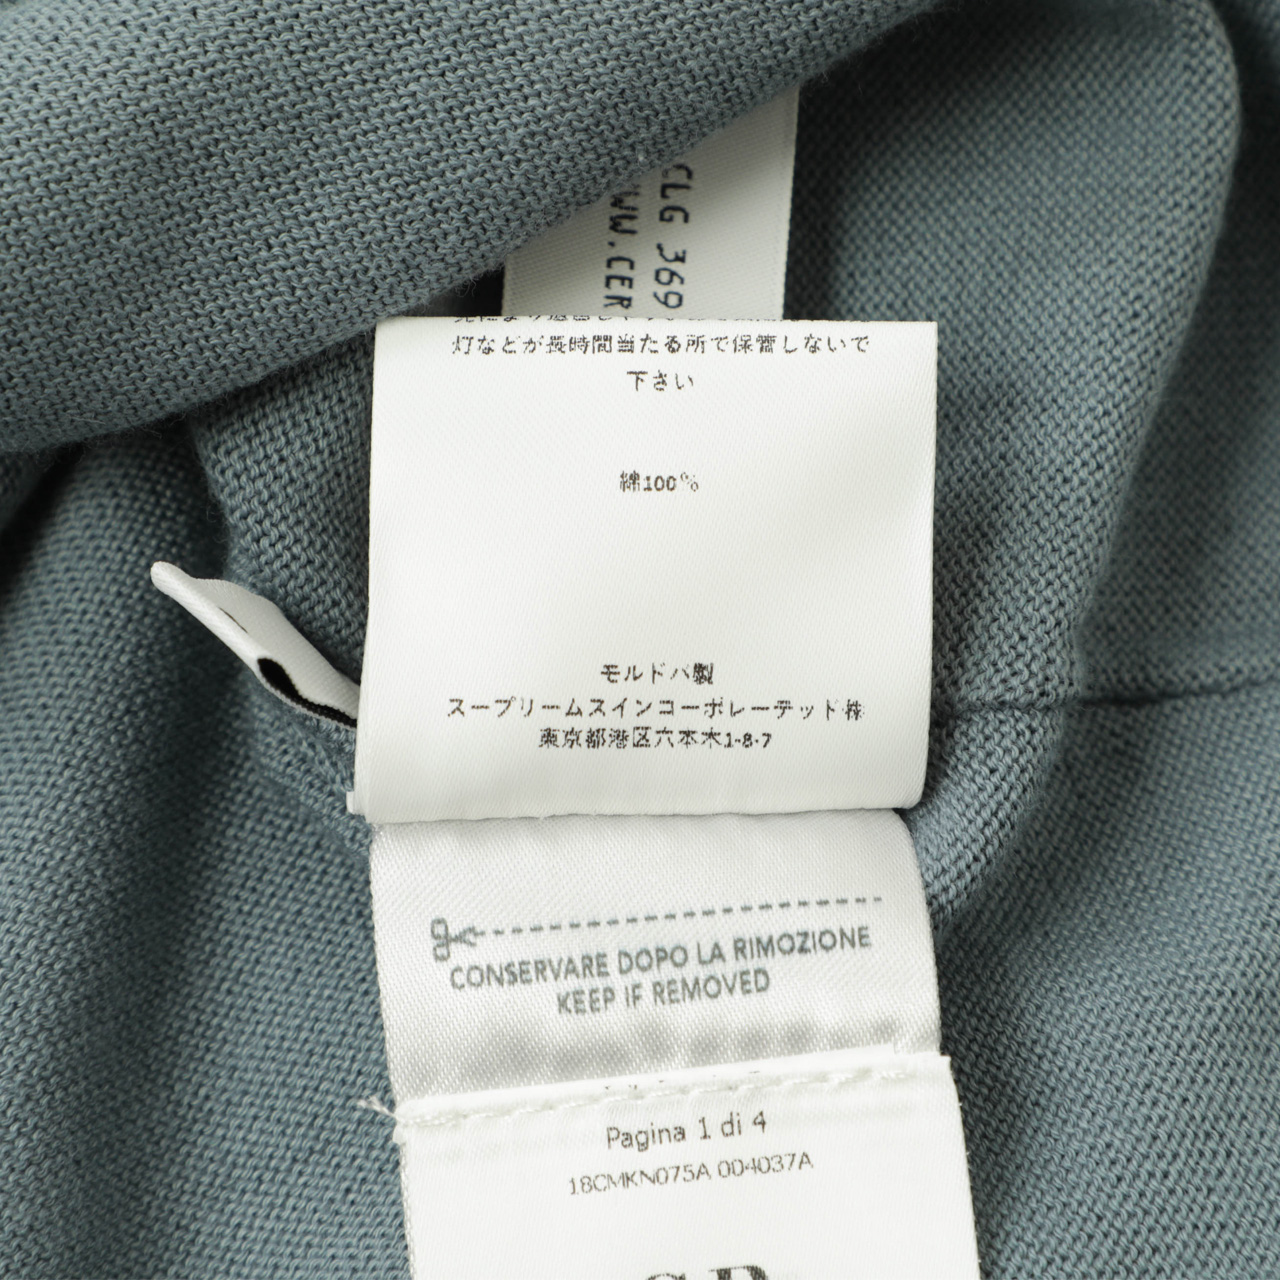 CLG 369
WWW.CER
灯などが長時間当たる所で保管しないで
下さい
綿100%
モルドバ製
スープリームスインコーポレーテッド株
東京都港区六本木1-8-7
CONSERVARE DOPO LA RIMOZIONE
KEEP IF REMOVED
Pagina 1 di 4
18CMKN075A 004037A